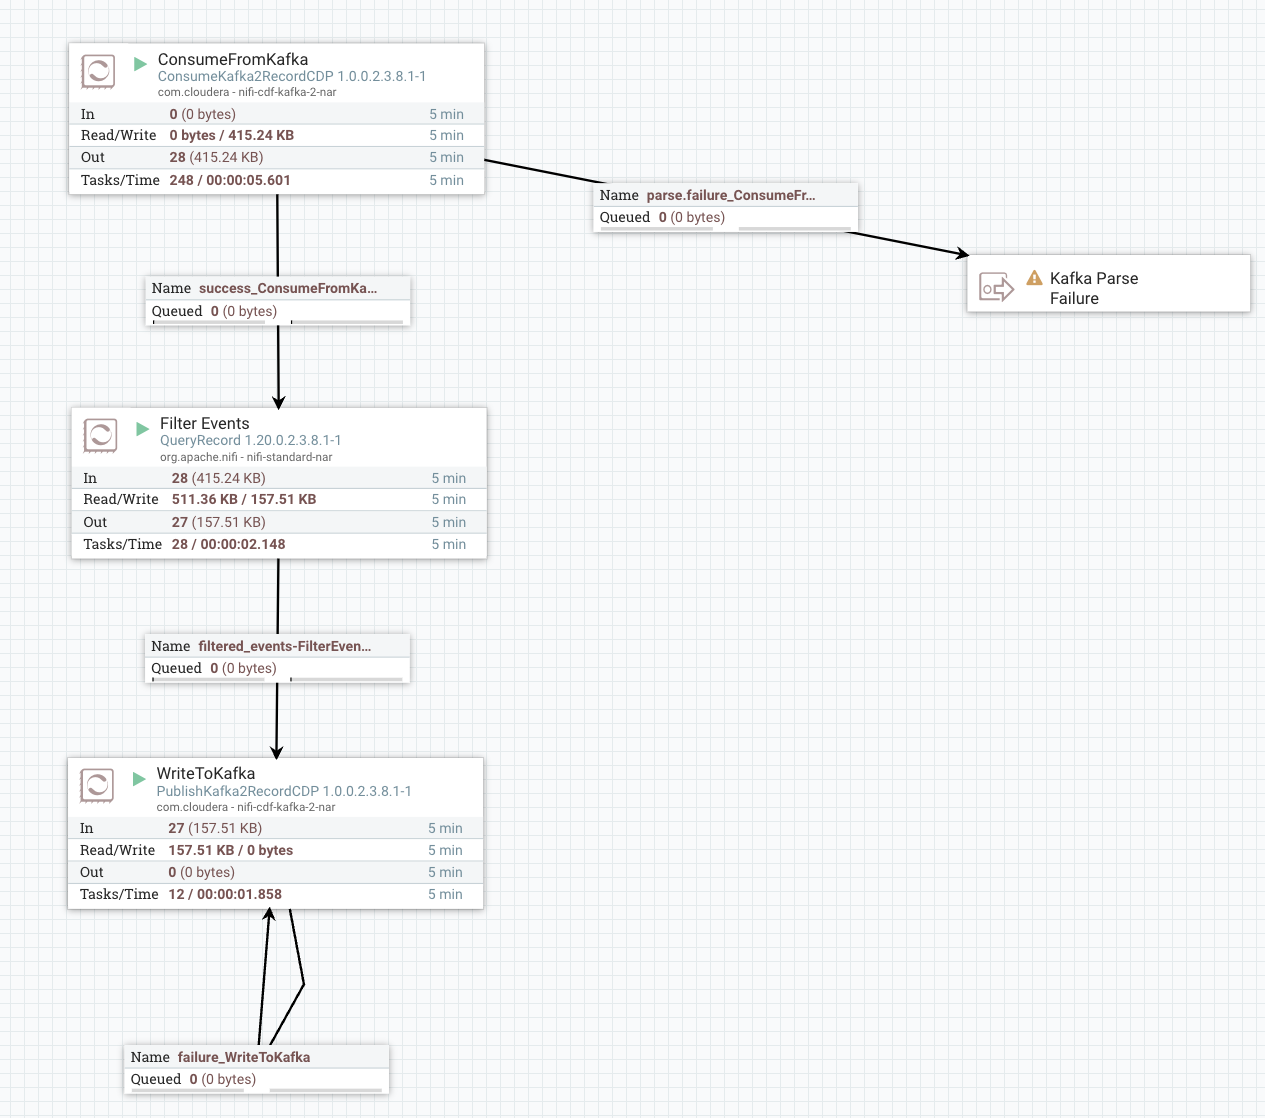 ConsumeFromKafka
ConsumeKafka2RecordCDP 1.0.0.2.3.8.1-1
com.cloudera - nifi-cdf-kafka-2-nar
In 0 (0 bytes) 5 min
Read/Write 0 bytes / 415.24 KB 5 min
Out 28 (415.24 KB) 5 min
Tasks/Time 248 / 00:00:05.601 5 min
Name parse.failure_ConsumeFr...
Queued 0 (0 bytes)
Kafka Parse
Failure
Name success_ConsumeFromKa...
Queued 0 (0 bytes)
Filter Events
QueryRecord 1.20.0.2.3.8.1-1
org.apache.nifi - nifi-standard-nar
In 28 (415.24 KB) 5 min
Read/Write 511.36 KB / 157.51 KB 5 min
Out 27 (157.51 KB) 5 min
Tasks/Time 28 / 00:00:02.148 5 min
Name filtered_events-FilterEven...
Queued 0 (0 bytes)
WriteToKafka
PublishKafka2RecordCDP 1.0.0.2.3.8.1-1
com.cloudera - nifi-cdf-kafka-2-nar
In 27 (157.51 KB) 5 min
Read/Write 157.51 KB / 0 bytes 5 min
Out 0 (0 bytes) 5 min
Tasks/Time 12 / 00:00:01.858 5 min
Name failure_WriteToKafka
Queued 0 (0 bytes)